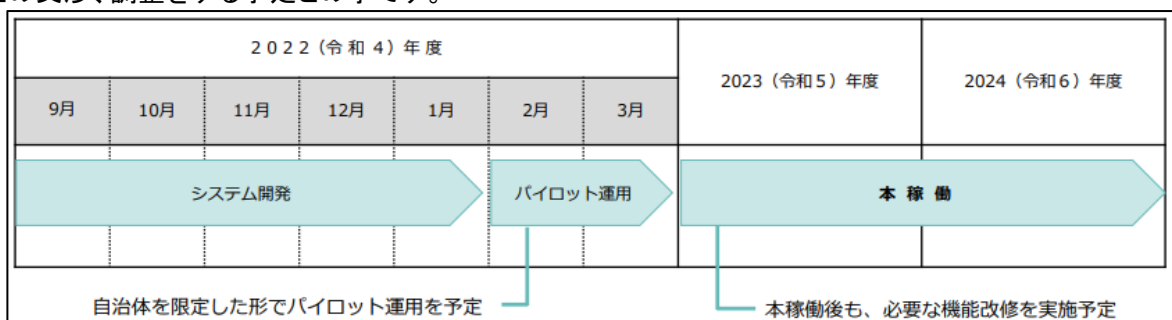 2022(令和4)年度
2023(令和5)年度 2024(令和6)年度
9月 10月 11月 12月 1月 2月 3月
システム開発 パイロット運用 本稼働
自治体を限定した形でパイロット運用を予定 本稼働後も、必要な機能改修を実施予定